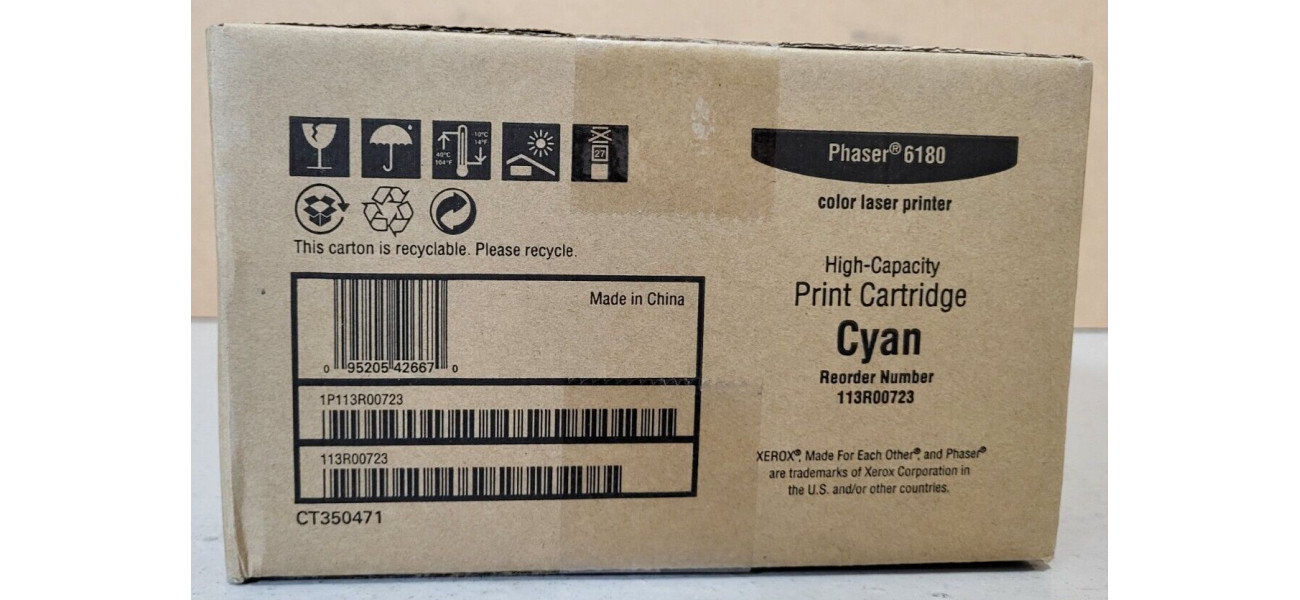 40°C
104°F
-10°C
14°F
27
Phaser® 6180
color laser printer
This carton is recyclable. Please recycle.
High-Capacity
Print Cartridge
Cyan
Reorder Number
113R00723
Made in China
0 95205 42667 0
1P113R00723
113R00723
CT350471
XEROX®, Made For Each Other® and Phaser®
are trademarks of Xerox Corporation in
the U.S. and/or other countries.